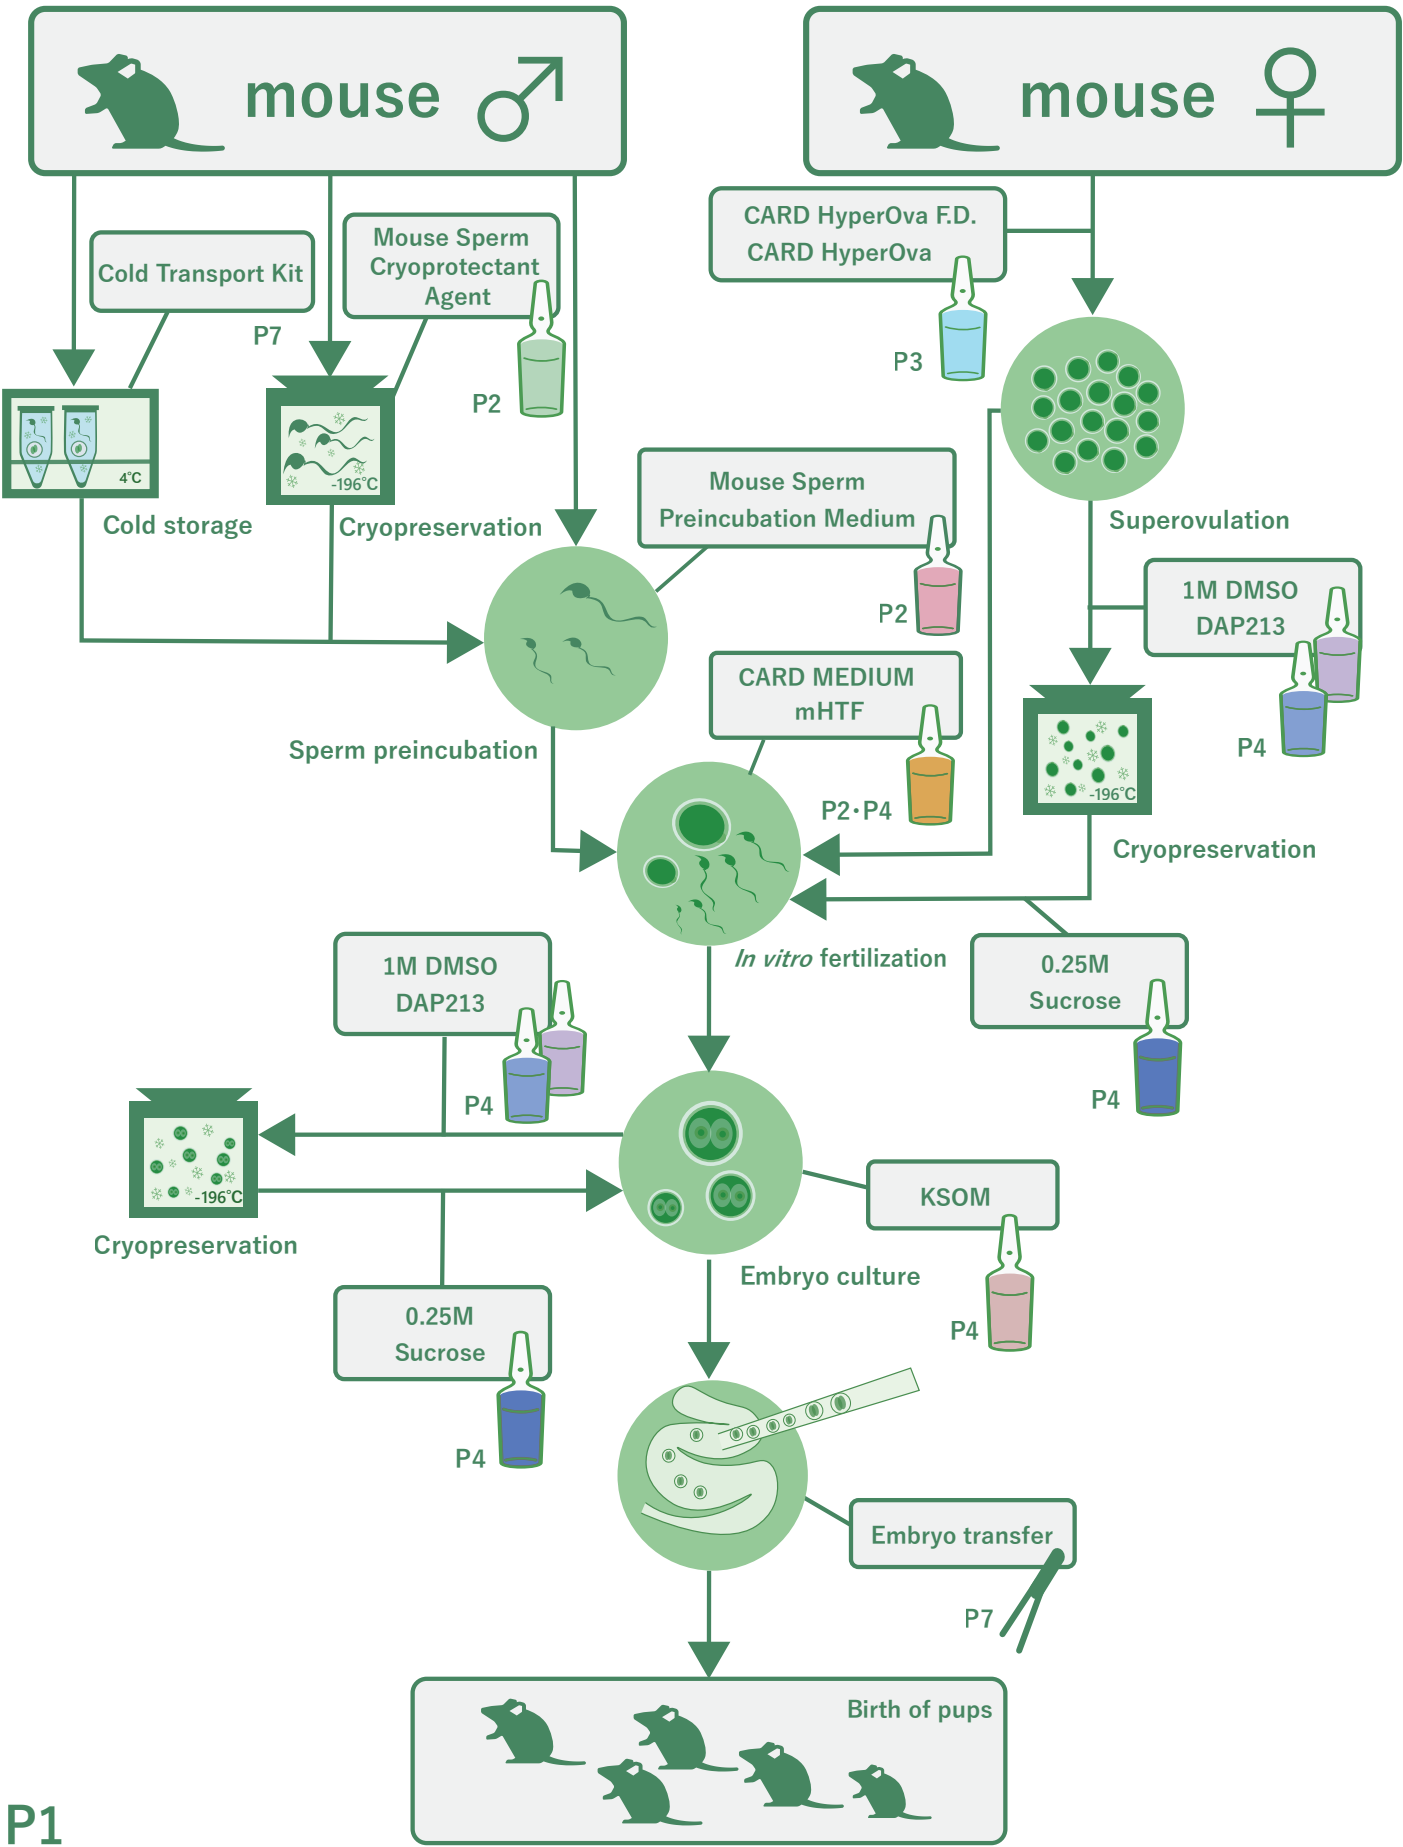 mouse
mouse
CARD HyperOva F.D.
CARD HyperOva
P3
Mouse Sperm
Cryoprotectant
Agent
P2
Cold Transport Kit
P7
4℃
Cold storage
-196℃
Cryopreservation
Mouse Sperm
Preincubation Medium
P2
Superovulation
1M DMSO
DAP213
P4
-196℃
Cryopreservation
Sperm preincubation
CARD MEDIUM
mHTF
P2・P4
In vitro fertilization
0.25M
Sucrose
P4
1M DMSO
DAP213
P4
-196℃
Cryopreservation
KSOM
P4
Embryo culture
0.25M
Sucrose
P4
Embryo transfer
P7
Birth of pups
P1